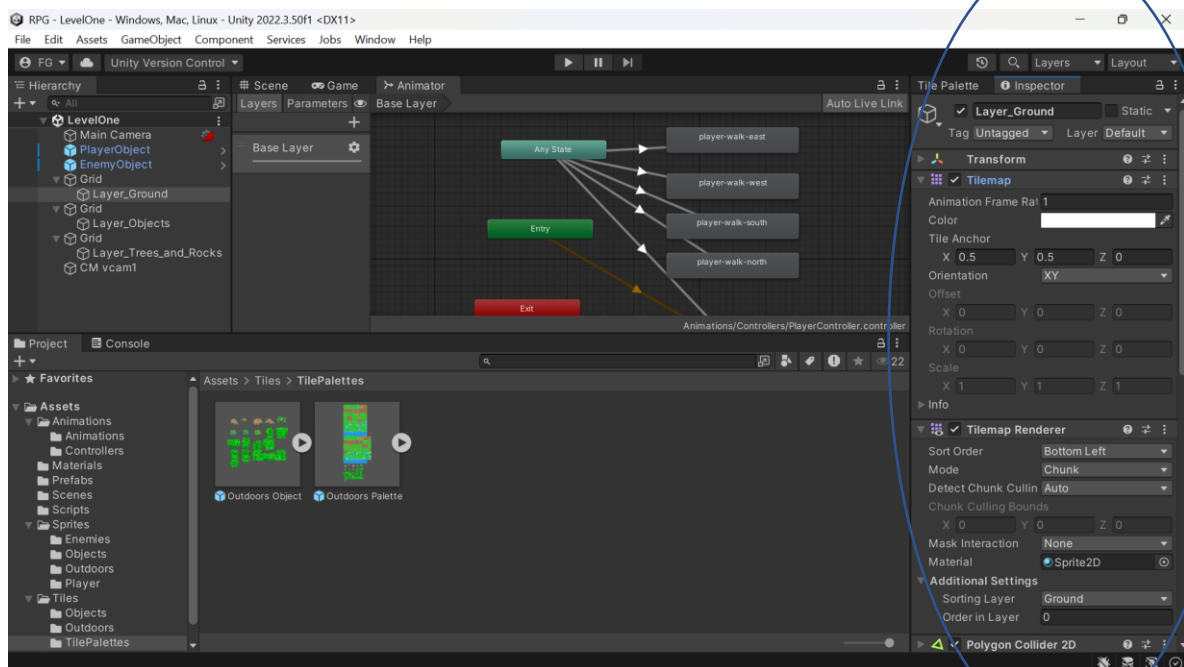 RPG - LevelOne - Windows, Mac, Linux - Unity 2022.3.50f1 <DX11>
File Edit Assets GameObject Component Services Jobs Window Help
FG Unity Version Control Layers Layout
Hierarchy
All
LevelOne
Main Camera
PlayerObject
EnemyObject
Grid
Layer_Ground
Grid
Layer_Objects
Grid
Layer_Trees_and_Rocks
CM vcam1
Scene Game Animator
Layers Parameters Base Layer Auto Live Link
Base Layer
Any State
player-walk-east
player-walk-west
player-walk-south
player-walk-north
Entry
Exit
Animations/Controllers/PlayerController.controller
Project Console
22
Favorites
Assets
Animations
Animations
Controllers
Materials
Prefabs
Scenes
Scripts
Sprites
Enemies
Objects
Outdoors
Player
Tiles
Objects
Outdoors
TilePalettes
Assets > Tiles > TilePalettes
Outdoors Object Outdoors Palette
Tile Palette Inspector
Layer_Ground Static
Tag Untagged Layer Default
Transform
Tilemap
Animation Frame Rat 1
Color
Tile Anchor
X 0.5 Y 0.5 Z 0
Orientation XY
Offset
X 0 Y 0 Z 0
Rotation
X 0 Y 0 Z 0
Scale
X 1 Y 1 Z 1
Info
Tilemap Renderer
Sort Order Bottom Left
Mode Chunk
Detect Chunk Cullin Auto
Chunk Culling Bounds
X 0 Y 0 Z 0
Mask Interaction None
Material Sprite2D
Additional Settings
Sorting Layer Ground
Order in Layer 0
Polygon Collider 2D